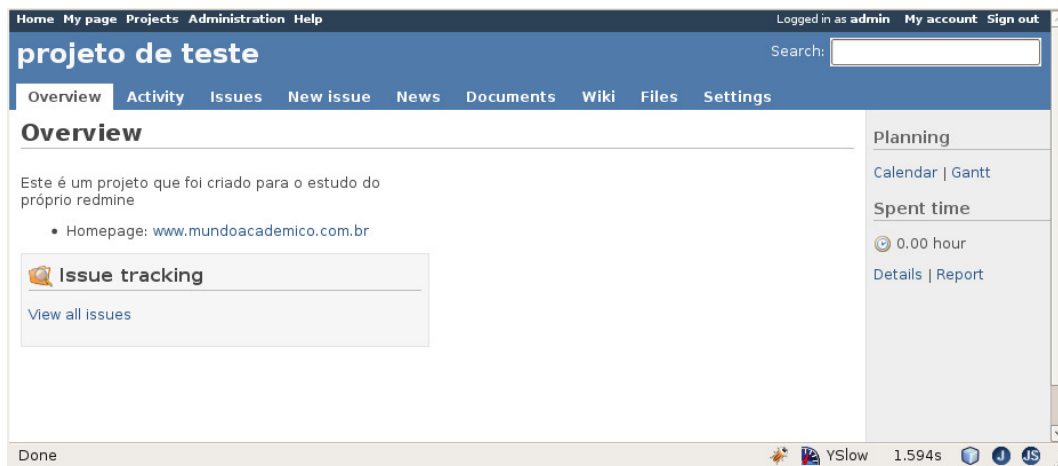 Home My page Projects Administration Help Logged in as admin My account Sign out
projeto de teste Search:
Overview Activity Issues New issue News Documents Wiki Files Settings
Overview
Este é um projeto que foi criado para o estudo do
próprio redmine
• Homepage: www.mundoacademico.com.br
Issue tracking
View all issues
Planning
Calendar | Gantt
Spent time
0.00 hour
Details | Report
Done YSlow 1.594s J JS